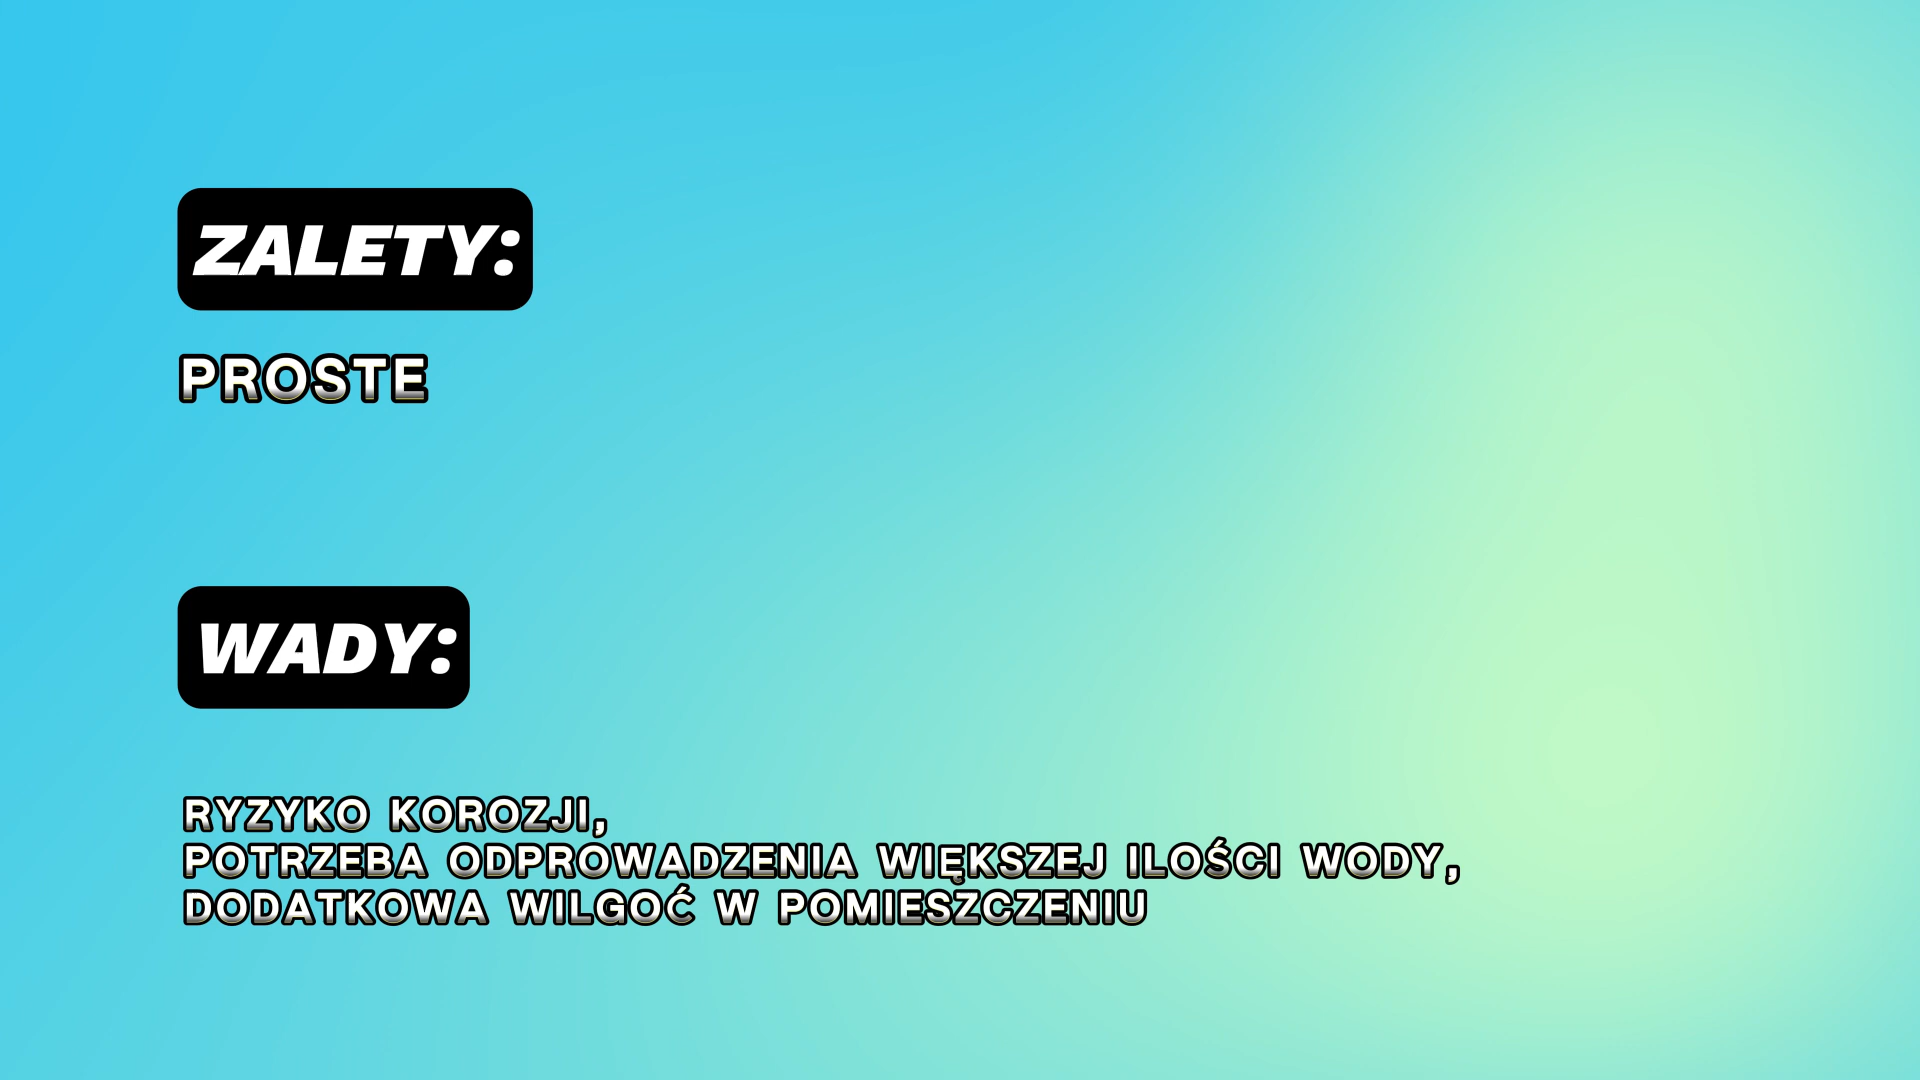 ZALETY:
PROSTE
WADY:
RYZYKO KOROZJI,
POTRZEBA ODPROWADZENIA WIĘKSZEJ ILOŚCI WODY,
DODATKOWA WILGOĆ W POMIESZCZENIU